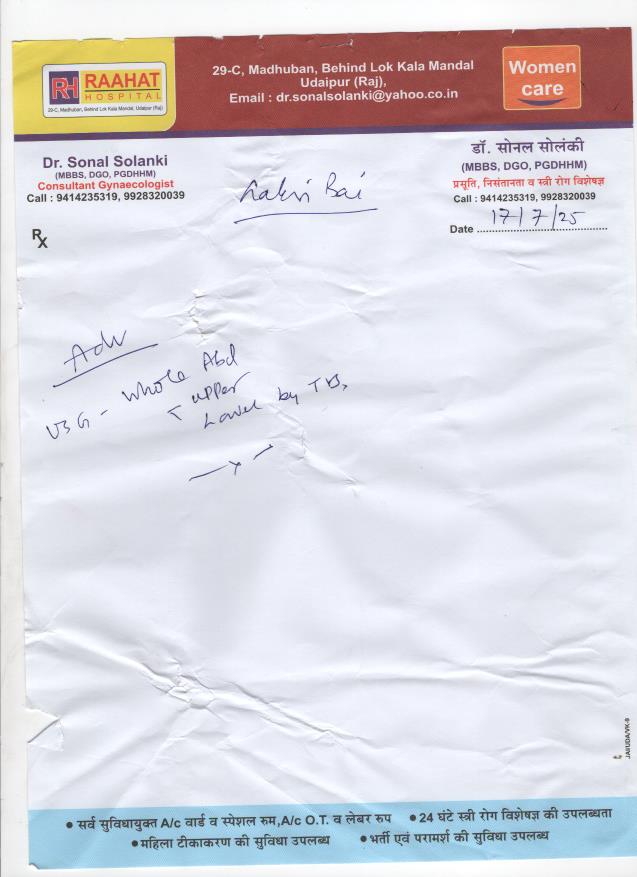 RH RAAHAT
HOSPITAL
29-C, Madhuban, Behind Lok Kala Mandal, Udaipur (Raj)
29-C, Madhuban, Behind Lok Kala Mandal
Udaipur (Raj),
Email : dr.sonalsolanki@yahoo.co.in
Women
care
Dr. Sonal Solanki
(MBBS, DGO, PGDHHM)
Consultant Gynaecologist
Call : 9414235319, 9928320039
डॉ. सोनल सोलंकी
(MBBS, DGO, PGDHHM)
प्रसूति, निसंतानता व स्त्री रोग विशेषज्ञ
Call : 9414235319, 9928320039
Bai
Date 17/7/25
Rx
Adv
USG - Whole Abd
upper
Lower by TVS
JAI/UDA/VK-9
• सर्व सुविधायुक्त A/c वार्ड व स्पेशल रुम,A/c O.T. व लेबर रुप • 24 घंटे स्त्री रोग विशेषज्ञ की उपलब्धता
• महिला टीकाकरण की सुविधा उपलब्ध • भर्ती एवं परामर्श की सुविधा उपलब्ध